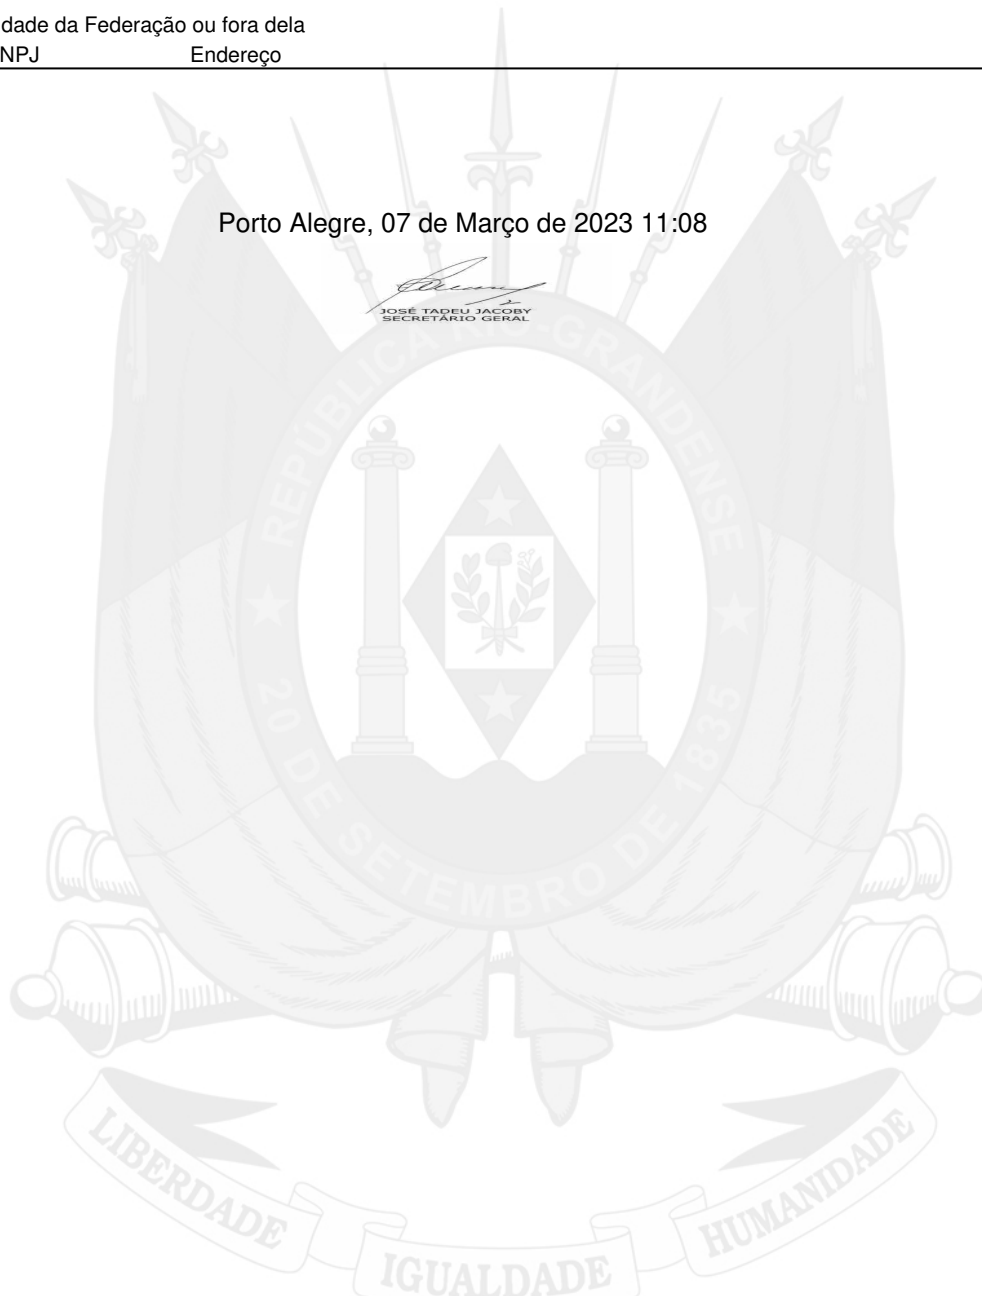 dade da Federação ou fora dela
NPJ Endereço
Porto Alegre, 07 de Março de 2023 11:08
JOSÉ TADEU JACOBY
SECRETÁRIO GERAL
REPÚBLICA RIO-GRANDENSE
20 DE SETEMBRO DE 1835
LIBERDADE
IGUALDADE
HUMANIDADE